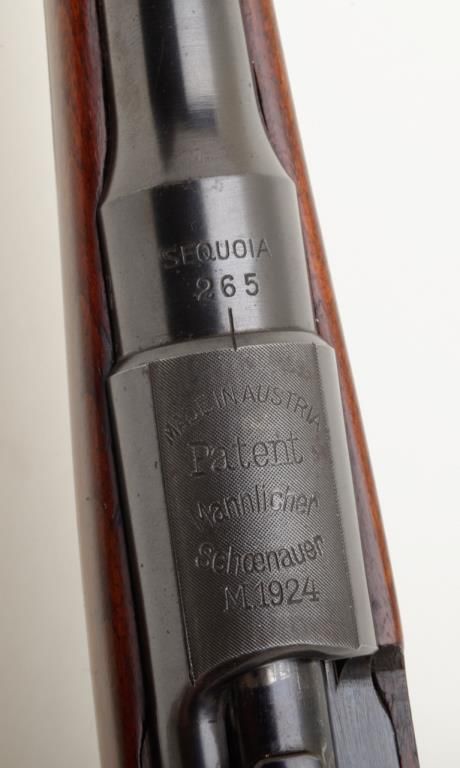 SEQUOIA
265
MADE IN AUSTRIA
Patent
Mannlicher
Schœnauer
M.1924